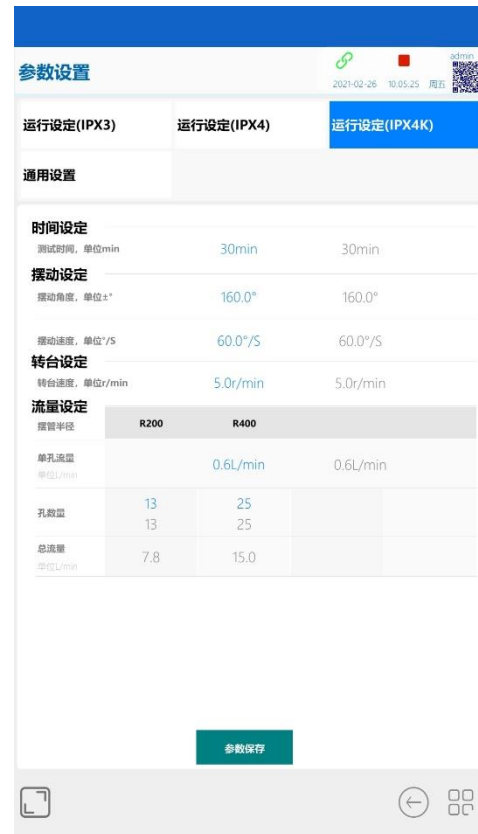 admin
参数设置
2021-02-26 10:05:25 周五
运行设定(IPX3) 运行设定(IPX4) 运行设定(IPX4K)
通用设置
时间设定
测试时间, 单位min 30min 30min
摆动设定
摆动角度, 单位±° 160.0° 160.0°
摆动速度, 单位°/S 60.0°/S 60.0°/S
转台设定
转台速度, 单位r/min 5.0r/min 5.0r/min
流量设定
摆管半径 R200 R400
单孔流量 0.6L/min 0.6L/min
单位L/min
孔数量 13 25
13 25
总流量 7.8 15.0
单位L/min
参数保存